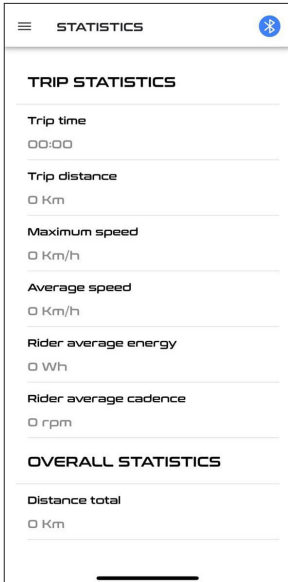 STATISTICS
TRIP STATISTICS
Trip time
00:00
Trip distance
0 Km
Maximum speed
0 Km/h
Average speed
0 Km/h
Rider average energy
0 Wh
Rider average cadence
0 rpm
OVERALL STATISTICS
Distance total
0 Km